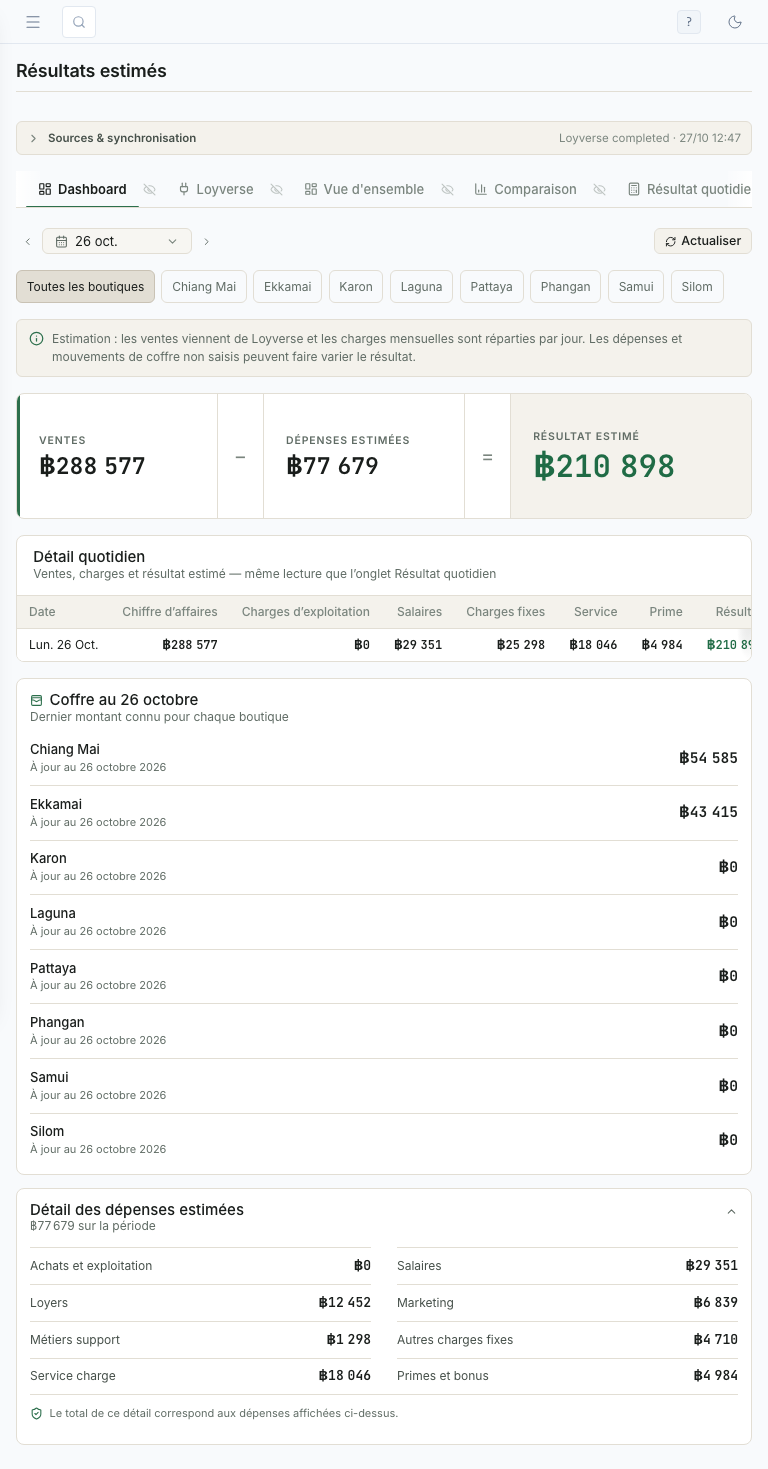 ?
Résultats estimés
Sources & synchronisation Loyverse completed · 27/10 12:47
Dashboard Loyverse Vue d'ensemble Comparaison Résultat quotidie
26 oct. Actualiser
Toutes les boutiques Chiang Mai Ekkamai Karon Laguna Pattaya Phangan Samui Silom
Estimation : les ventes viennent de Loyverse et les charges mensuelles sont réparties par jour. Les dépenses et
mouvements de coffre non saisis peuvent faire varier le résultat.
VENTES
฿288 577
−
DÉPENSES ESTIMÉES
฿77 679
=
RÉSULTAT ESTIMÉ
฿210 898
Détail quotidien
Ventes, charges et résultat estimé — même lecture que l’onglet Résultat quotidien
Date Chiffre d’affaires Charges d’exploitation Salaires Charges fixes Service Prime Result
Lun. 26 Oct. ฿288 577 ฿0 ฿29 351 ฿25 298 ฿18 046 ฿4 984 ฿210 89
Coffre au 26 octobre
Dernier montant connu pour chaque boutique
Chiang Mai
À jour au 26 octobre 2026
฿54 585
Ekkamai
À jour au 26 octobre 2026
฿43 415
Karon
À jour au 26 octobre 2026
฿0
Laguna
À jour au 26 octobre 2026
฿0
Pattaya
À jour au 26 octobre 2026
฿0
Phangan
À jour au 26 octobre 2026
฿0
Samui
À jour au 26 octobre 2026
฿0
Silom
À jour au 26 octobre 2026
฿0
Détail des dépenses estimées
฿77 679 sur la période
Achats et exploitation ฿0 Salaires ฿29 351
Loyers ฿12 452 Marketing ฿6 839
Métiers support ฿1 298 Autres charges fixes ฿4 710
Service charge ฿18 046 Primes et bonus ฿4 984
Le total de ce détail correspond aux dépenses affichées ci-dessus.